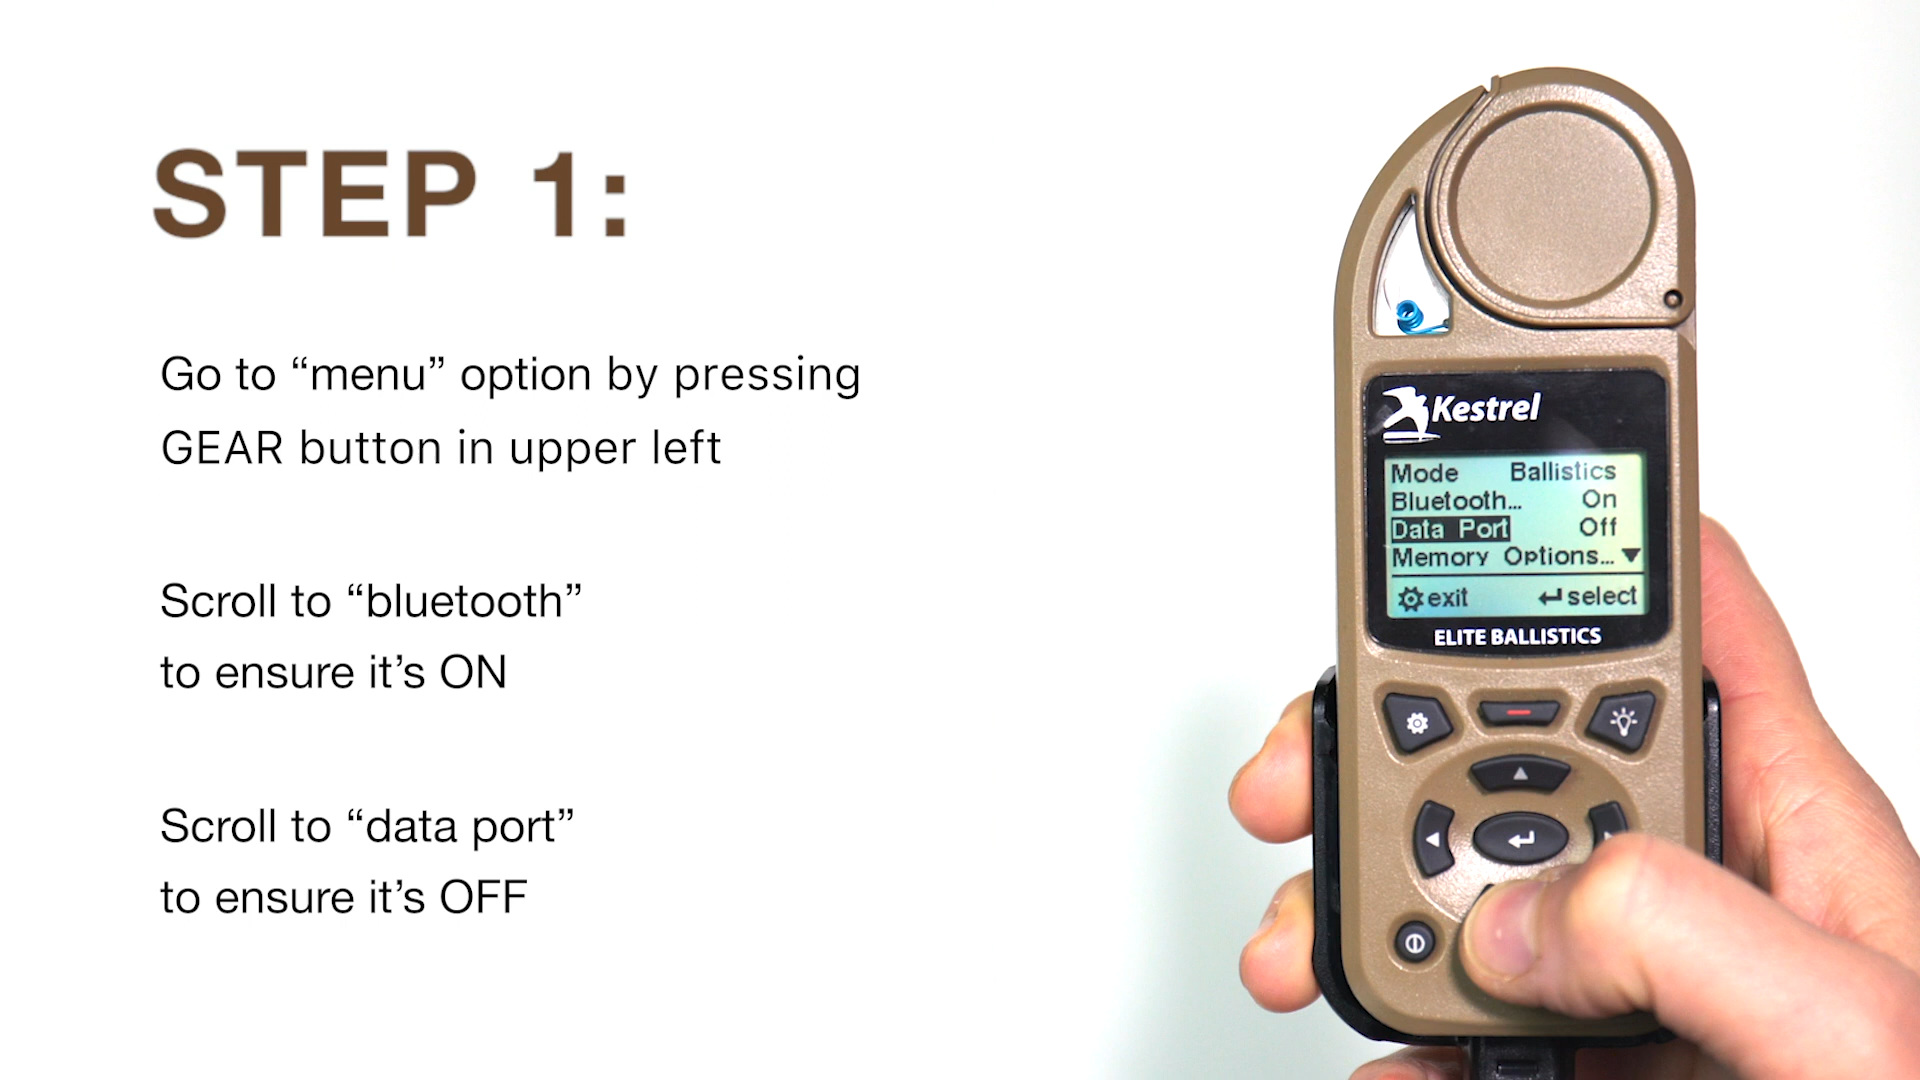 STEP 1:
Go to “menu” option by pressing
GEAR button in upper left
Scroll to “bluetooth”
to ensure it’s ON
Scroll to “data port”
to ensure it’s OFF
Kestrel
Mode Ballistics
Bluetooth... On
Data Port Off
Memory Options...
exit select
ELITE BALLISTICS